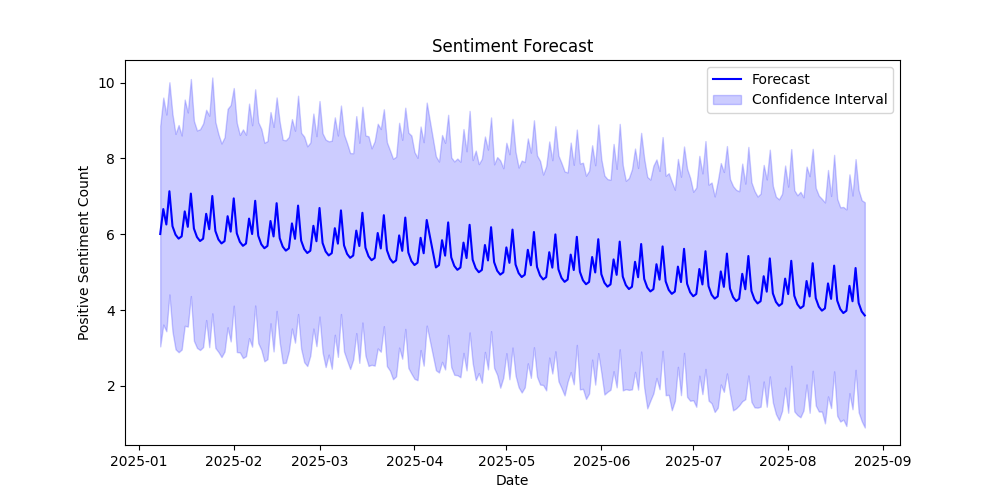 Sentiment Forecast
Forecast
Confidence Interval
Positive Sentiment Count
10
8
6
4
2
2025-01
2025-02
2025-03
2025-04
2025-05
2025-06
2025-07
2025-08
2025-09
Date